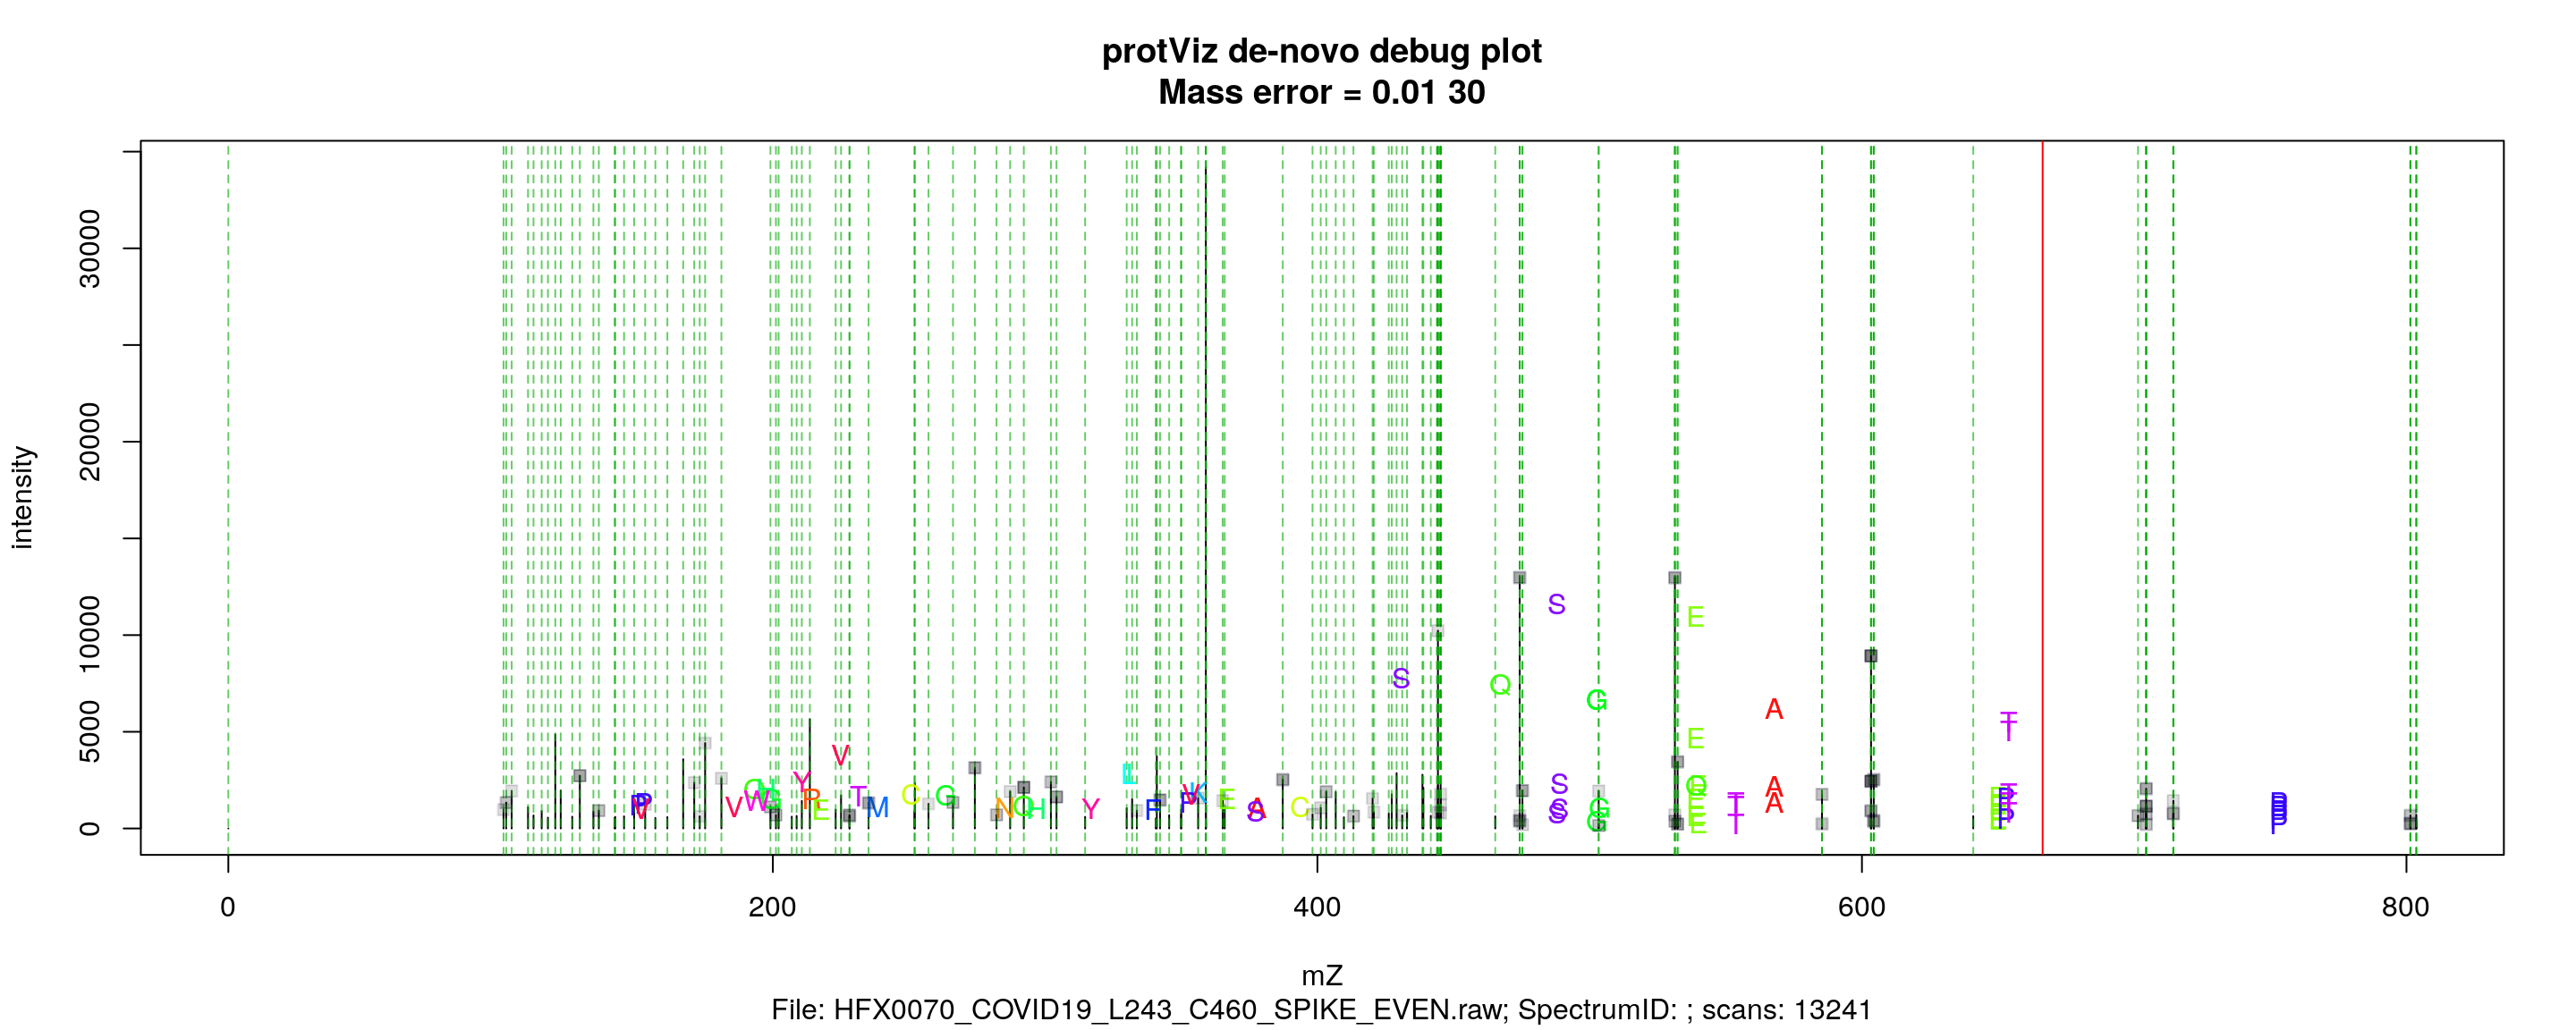 protViz de-novo debug plot
Mass error = 0.01 30
intensity
30000
20000
10000
5000
0
S
E
S
Q
G
E
A
T
T
V
Y
T
C
G
M
E
R
V
W
N
Q
H
Y
L
F
P
V
K
E
S
A
C
S
S
S
G
G
Q
E
T
T
A
A
P
0 200 400 600 800
mZ
File: HFX0070_COVID19_L243_C460_SPIKE_EVEN.raw; SpectrumID: ; scans: 13241